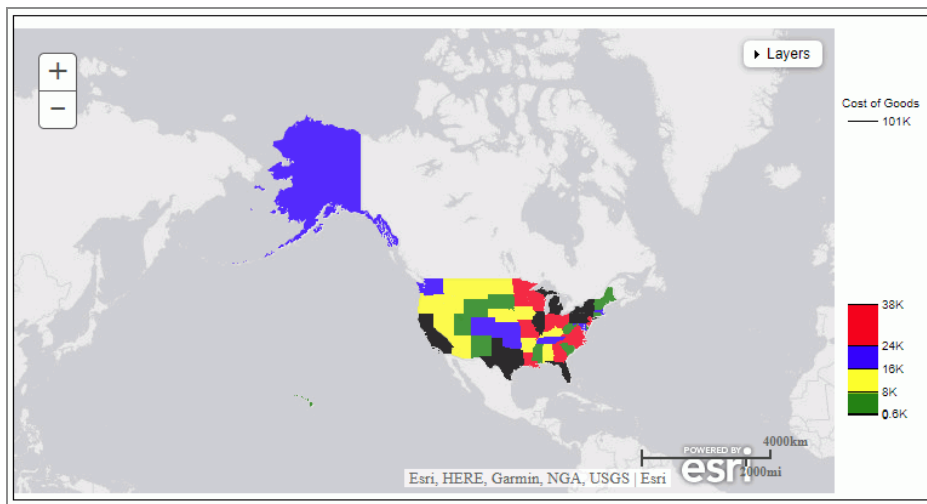 +
Layers
−
Cost of Goods
101K
38K
24K
16K
8K
0.6K
4000km
POWERED BY
esri
2000mi
Esri, HERE, Garmin, NGA, USGS | Esri